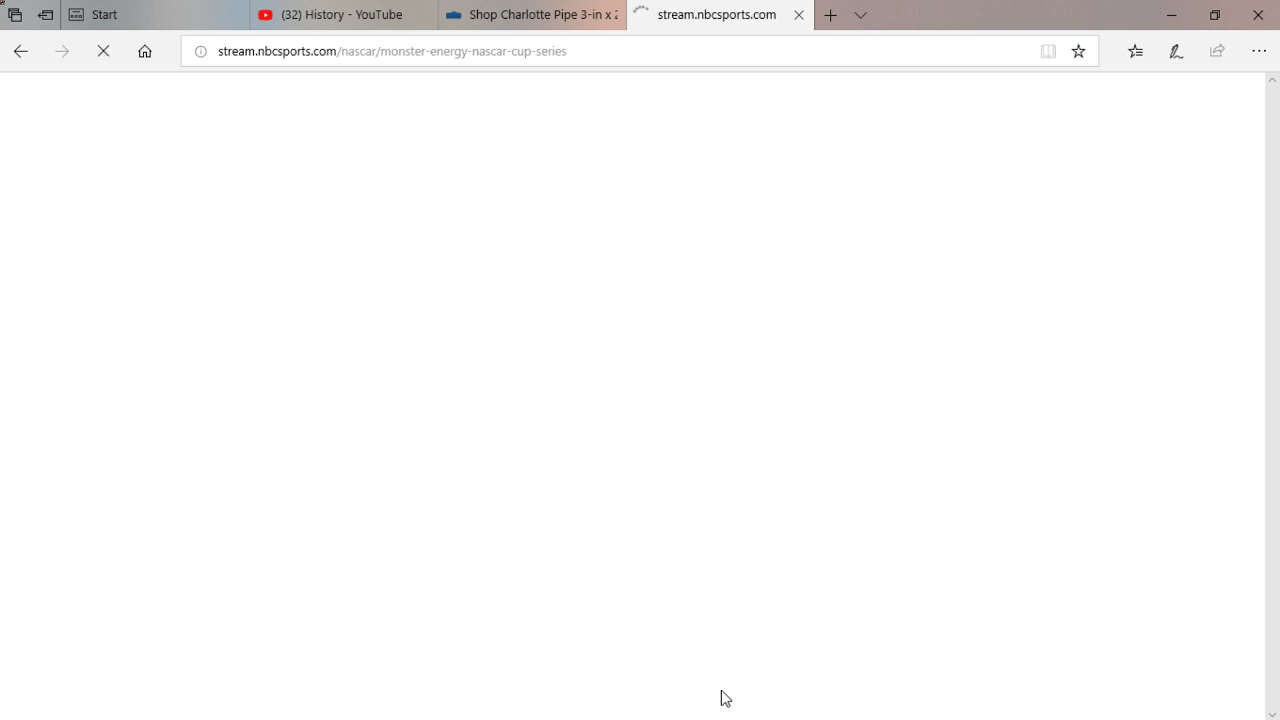 Start
(32) History - YouTube
Shop Charlotte Pipe 3-in x
stream.nbcsports.com
stream.nbcsports.com/nascar/monster-energy-nascar-cup-series